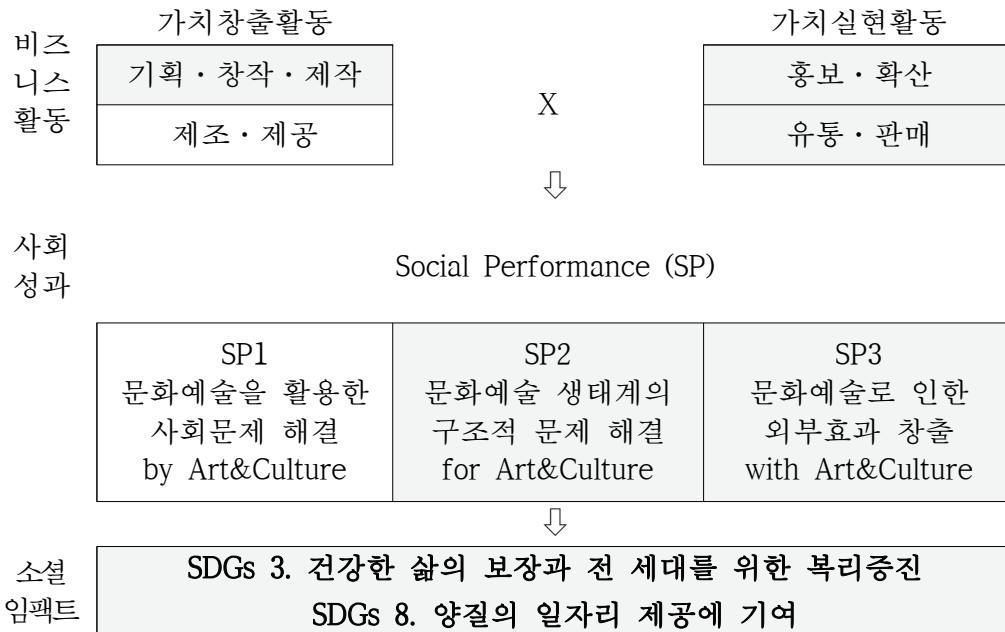 가치창출활동
가치실현활동
비즈
니스
활동
기획・창작・제작
제조・제공
X
홍보・확산
유통・판매
⇩
사회
성과
Social Performance (SP)
SP1
문화예술을 활용한
사회문제 해결
by Art&Culture
SP2
문화예술 생태계의
구조적 문제 해결
for Art&Culture
SP3
문화예술로 인한
외부효과 창출
with Art&Culture
⇩
소셜
임팩트
SDGs 3. 건강한 삶의 보장과 전 세대를 위한 복리증진
SDGs 8. 양질의 일자리 제공에 기여